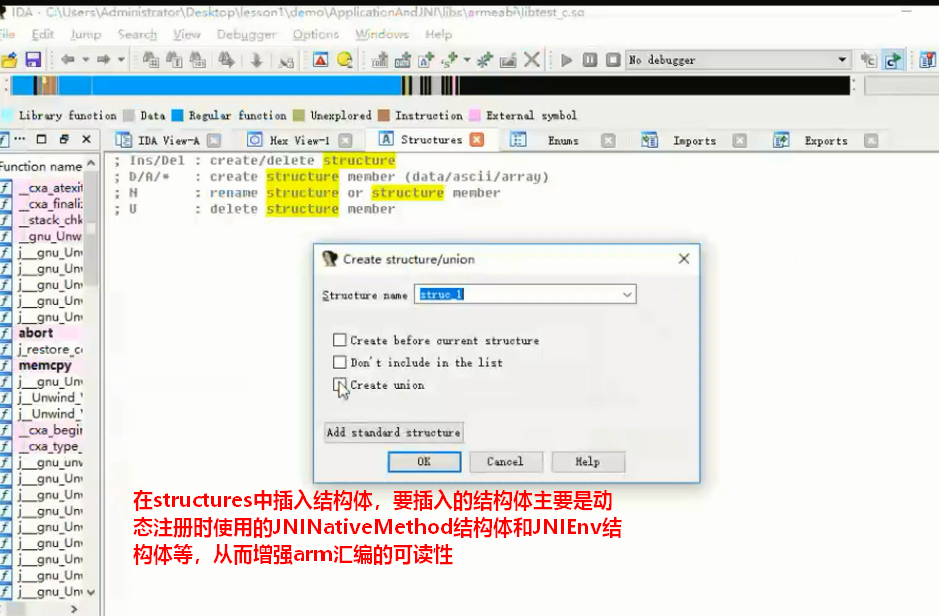 IDA - C:\Users\Administrator\Desktop\lesson1\demo\ApplicationAndJNI\libs\armeabi\libtest_c.so
File Edit Jump Search View Debugger Options Windows Help
No debugger
Library function Data Regular function Unexplored Instruction External symbol
IDA View-A Hex View-1 Structures Enums Imports Exports
Function name
__cxa_atexit
__cxa_finali
__stack_chk
__gnu_Unw
j__gnu_Unw
j__gnu_Unw
j__gnu_Unw
j__gnu_Unw
j__gnu_Unw
abort
j_restore_co
memcpy
j__gnu_Unw
j__Unwind_
j__Unwind_
__cxa_begin
__cxa_type_
j__gnu_unw
j__gnu_Unw
j__gnu_Unw
j__gnu_Unw
j__gnu_Unw
j__gnu_Unw
j__gnu_Unw
j__gnu_Unw
j__gnu_Unw
; Ins/Del : create/delete structure
; D/A/* : create structure member (data/ascii/array)
; N : rename structure or structure member
; U : delete structure member
Create structure/union
Structure name struc_1
Create before current structure
Don't include in the list
Create union
Add standard structure
OK Cancel Help
在structures中插入结构体，要插入的结构体主要是动
态注册时使用的JNINativeMethod结构体和JNIEnv结
构体等，从而增强arm汇编的可读性